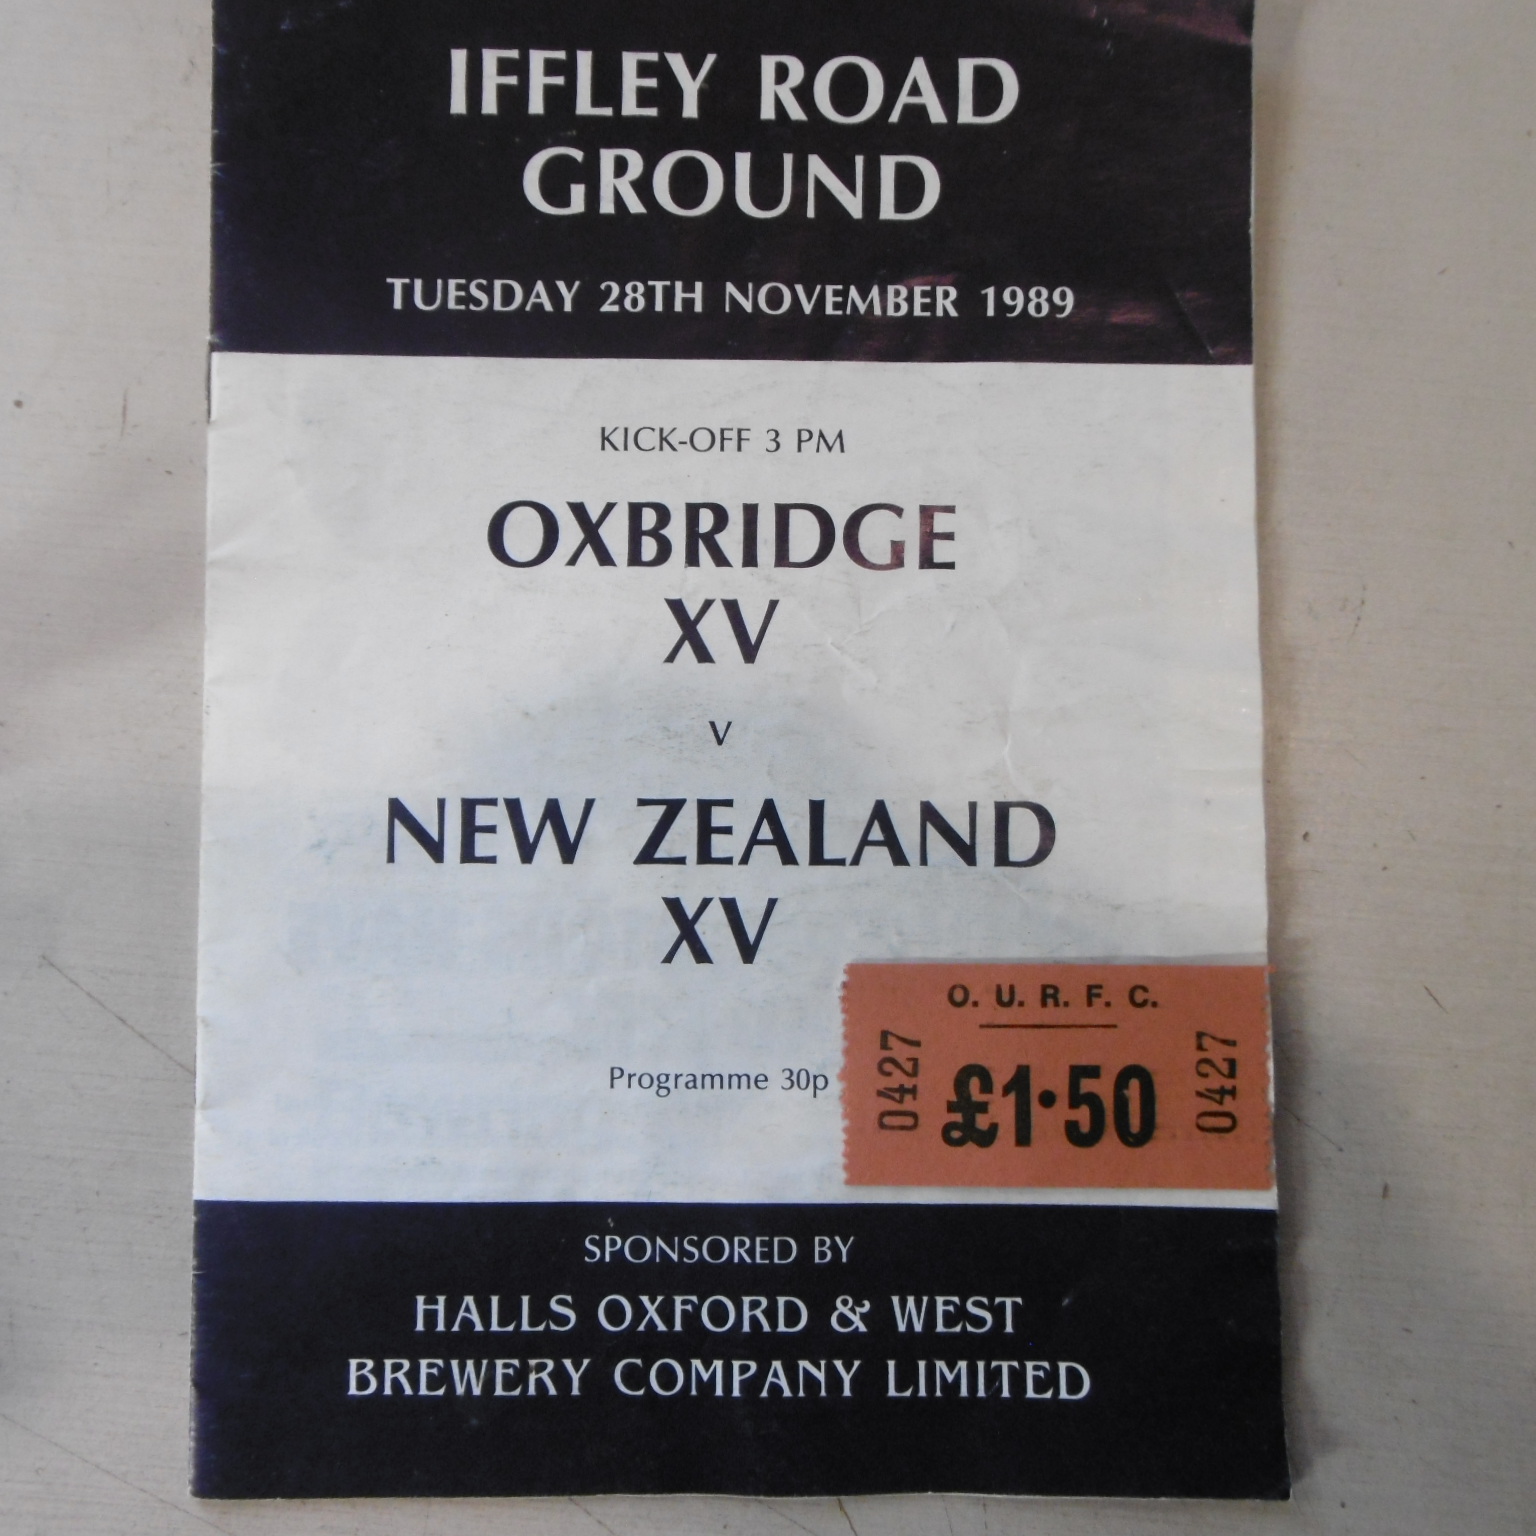 IFFLEY ROAD
GROUND
TUESDAY 28TH NOVEMBER 1989
KICK-OFF 3 PM
OXBRIDGE
XV
v
NEW ZEALAND
XV
Programme 30p
O. U. R. F. C.
0427
£1·50
0427
SPONSORED BY
HALLS OXFORD & WEST
BREWERY COMPANY LIMITED